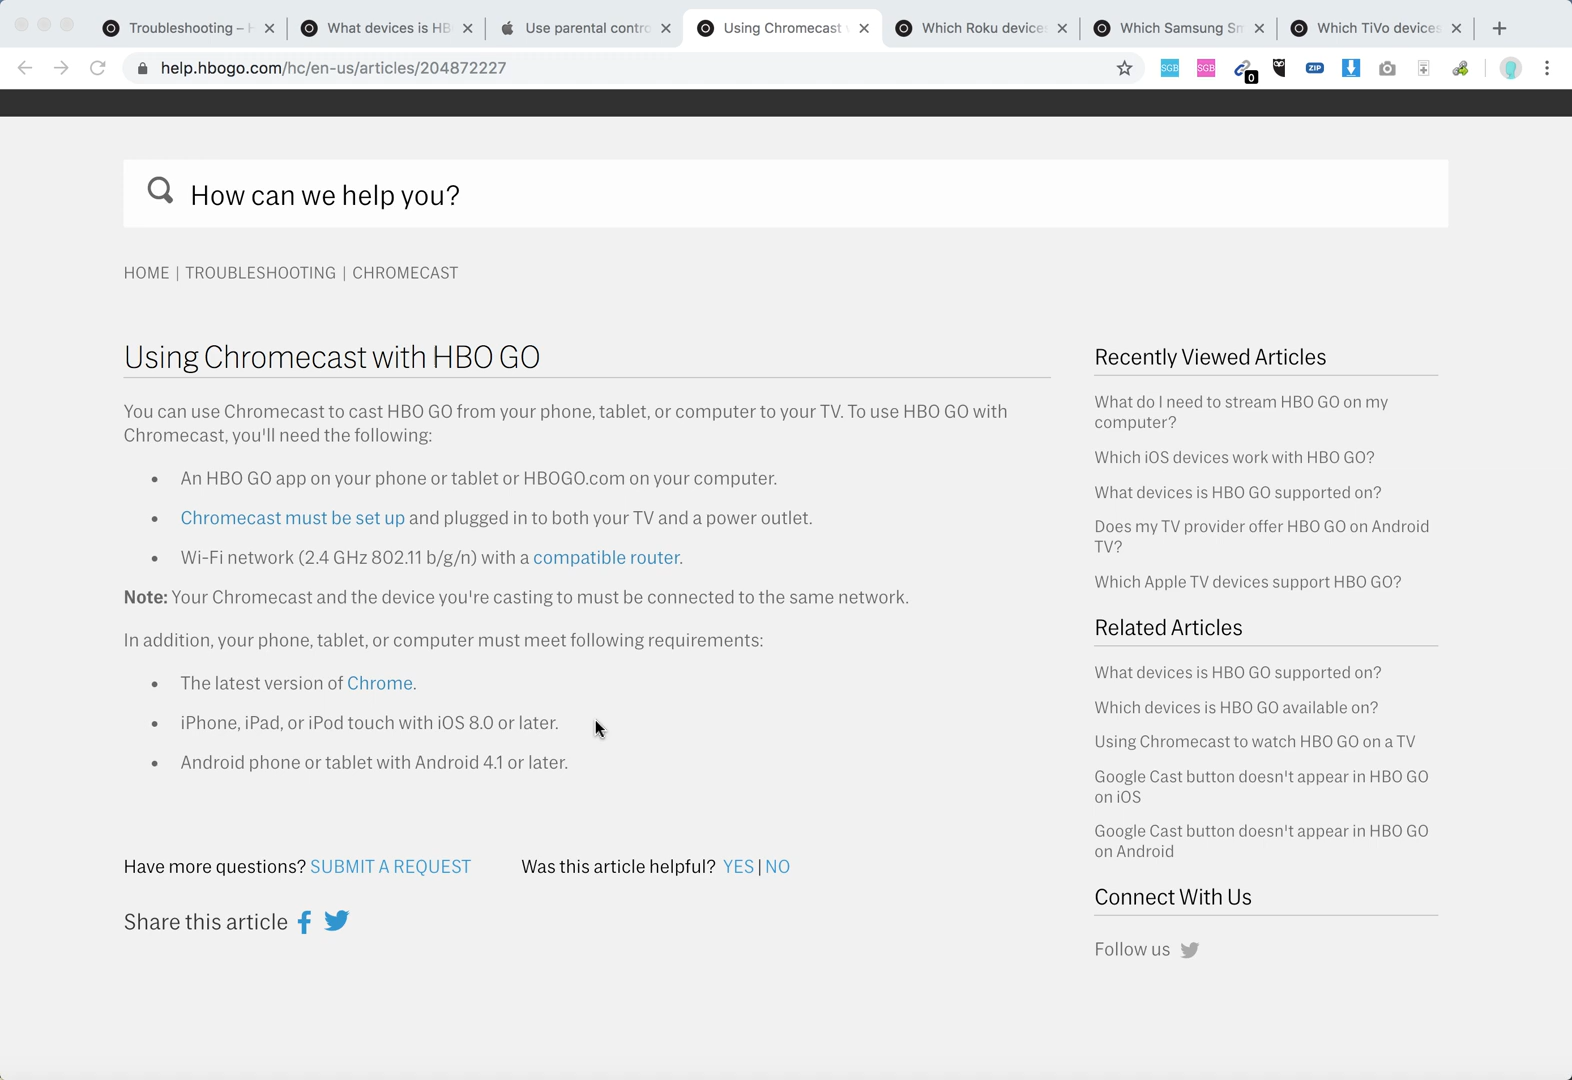 Troubleshooting –
What devices is HB
Use parental contro
Using Chromecast
Which Roku device
Which Samsung Sm
Which TiVo devices
help.hbogo.com/hc/en-us/articles/204872227
SGB
SGB
0
ZIP
How can we help you?
HOME | TROUBLESHOOTING | CHROMECAST
Using Chromecast with HBO GO
You can use Chromecast to cast HBO GO from your phone, tablet, or computer to your TV. To use HBO GO with
Chromecast, you'll need the following:
• An HBO GO app on your phone or tablet or HBOGO.com on your computer.
• Chromecast must be set up and plugged in to both your TV and a power outlet.
• Wi-Fi network (2.4 GHz 802.11 b/g/n) with a compatible router.
Note: Your Chromecast and the device you're casting to must be connected to the same network.
In addition, your phone, tablet, or computer must meet following requirements:
• The latest version of Chrome.
• iPhone, iPad, or iPod touch with iOS 8.0 or later.
• Android phone or tablet with Android 4.1 or later.
Have more questions? SUBMIT A REQUEST
Was this article helpful? YES | NO
Share this article
Recently Viewed Articles
What do I need to stream HBO GO on my
computer?
Which iOS devices work with HBO GO?
What devices is HBO GO supported on?
Does my TV provider offer HBO GO on Android
TV?
Which Apple TV devices support HBO GO?
Related Articles
What devices is HBO GO supported on?
Which devices is HBO GO available on?
Using Chromecast to watch HBO GO on a TV
Google Cast button doesn't appear in HBO GO
on iOS
Google Cast button doesn't appear in HBO GO
on Android
Connect With Us
Follow us